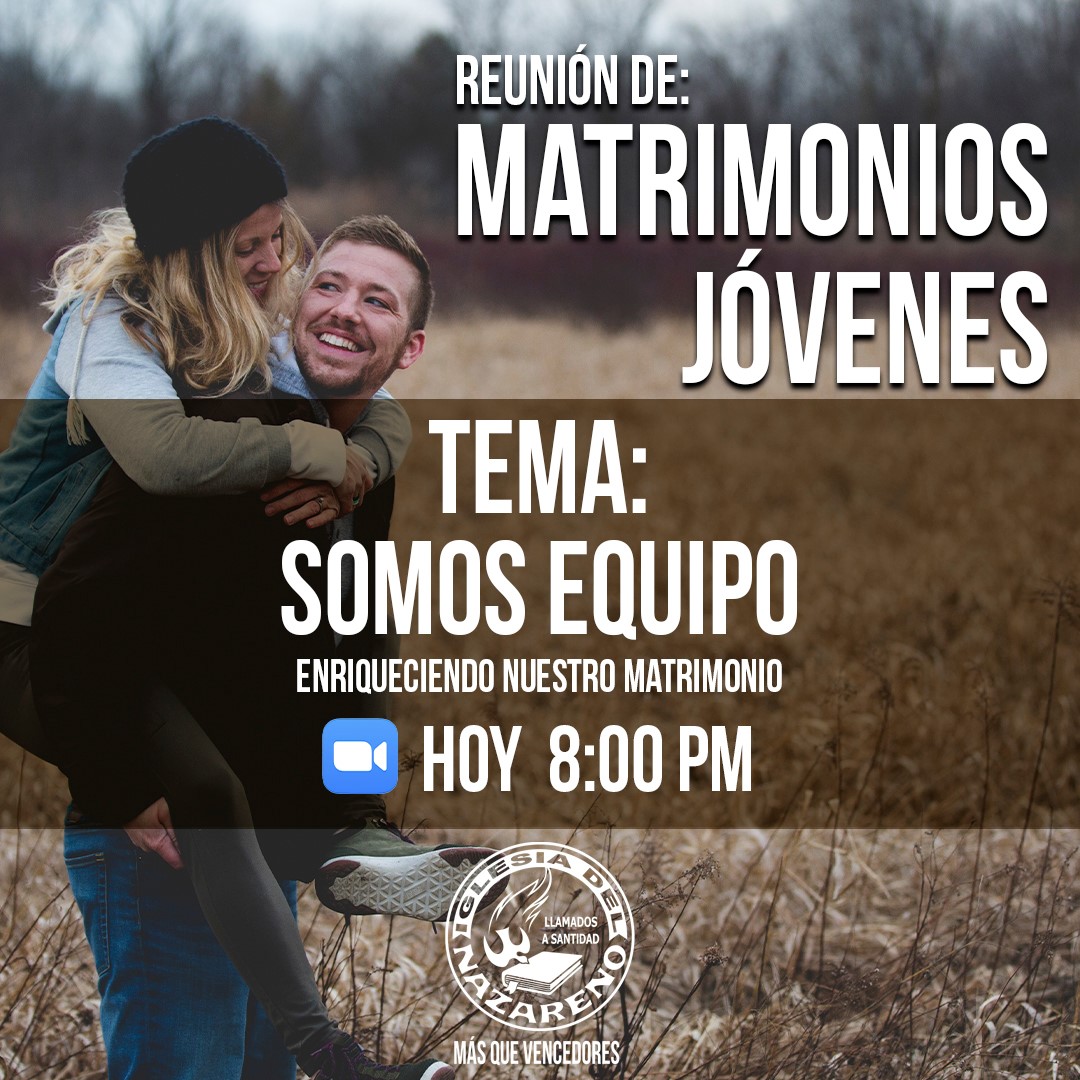 REUNIÓN DE:
MATRIMONIOS
JÓVENES
TEMA:
SOMOS EQUIPO
ENRIQUECIENDO NUESTRO MATRIMONIO
HOY 8:00 PM
IGLESIA DEL NAZARENO
LLAMADOS
A SANTIDAD
MÁS QUE VENCEDORES